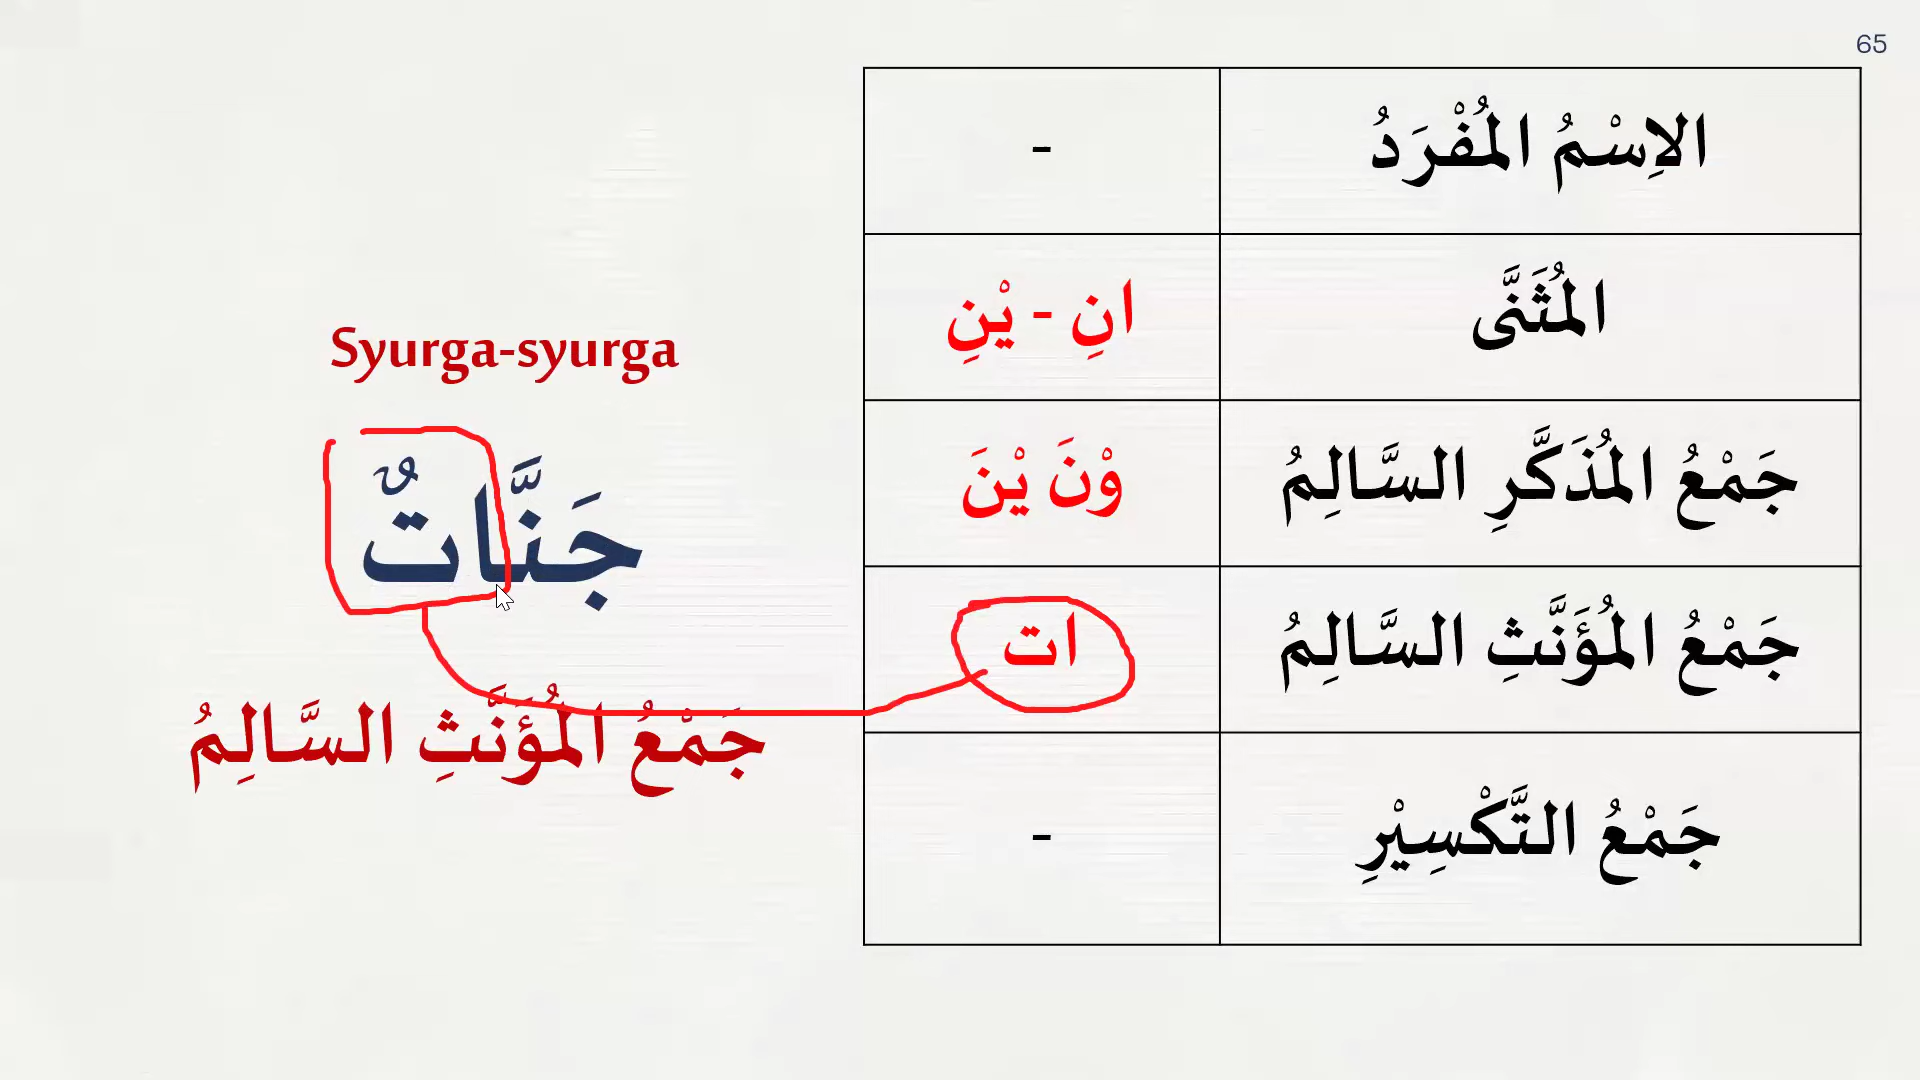 65
الاِسْمُ المُفْرَدُ
-
المُثَنَّى
انِ - يْنِ
جَمْعُ المُذَكَّرِ السَّالِمُ
وْنَ يْنَ
جَمْعُ المُؤَنَّثِ السَّالِمُ
ات
جَمْعُ التَّكْسِيْرِ
-
Syurga-syurga
جَنَّاتٌ
جَمْعُ المُؤَنَّثِ السَّالِمُ